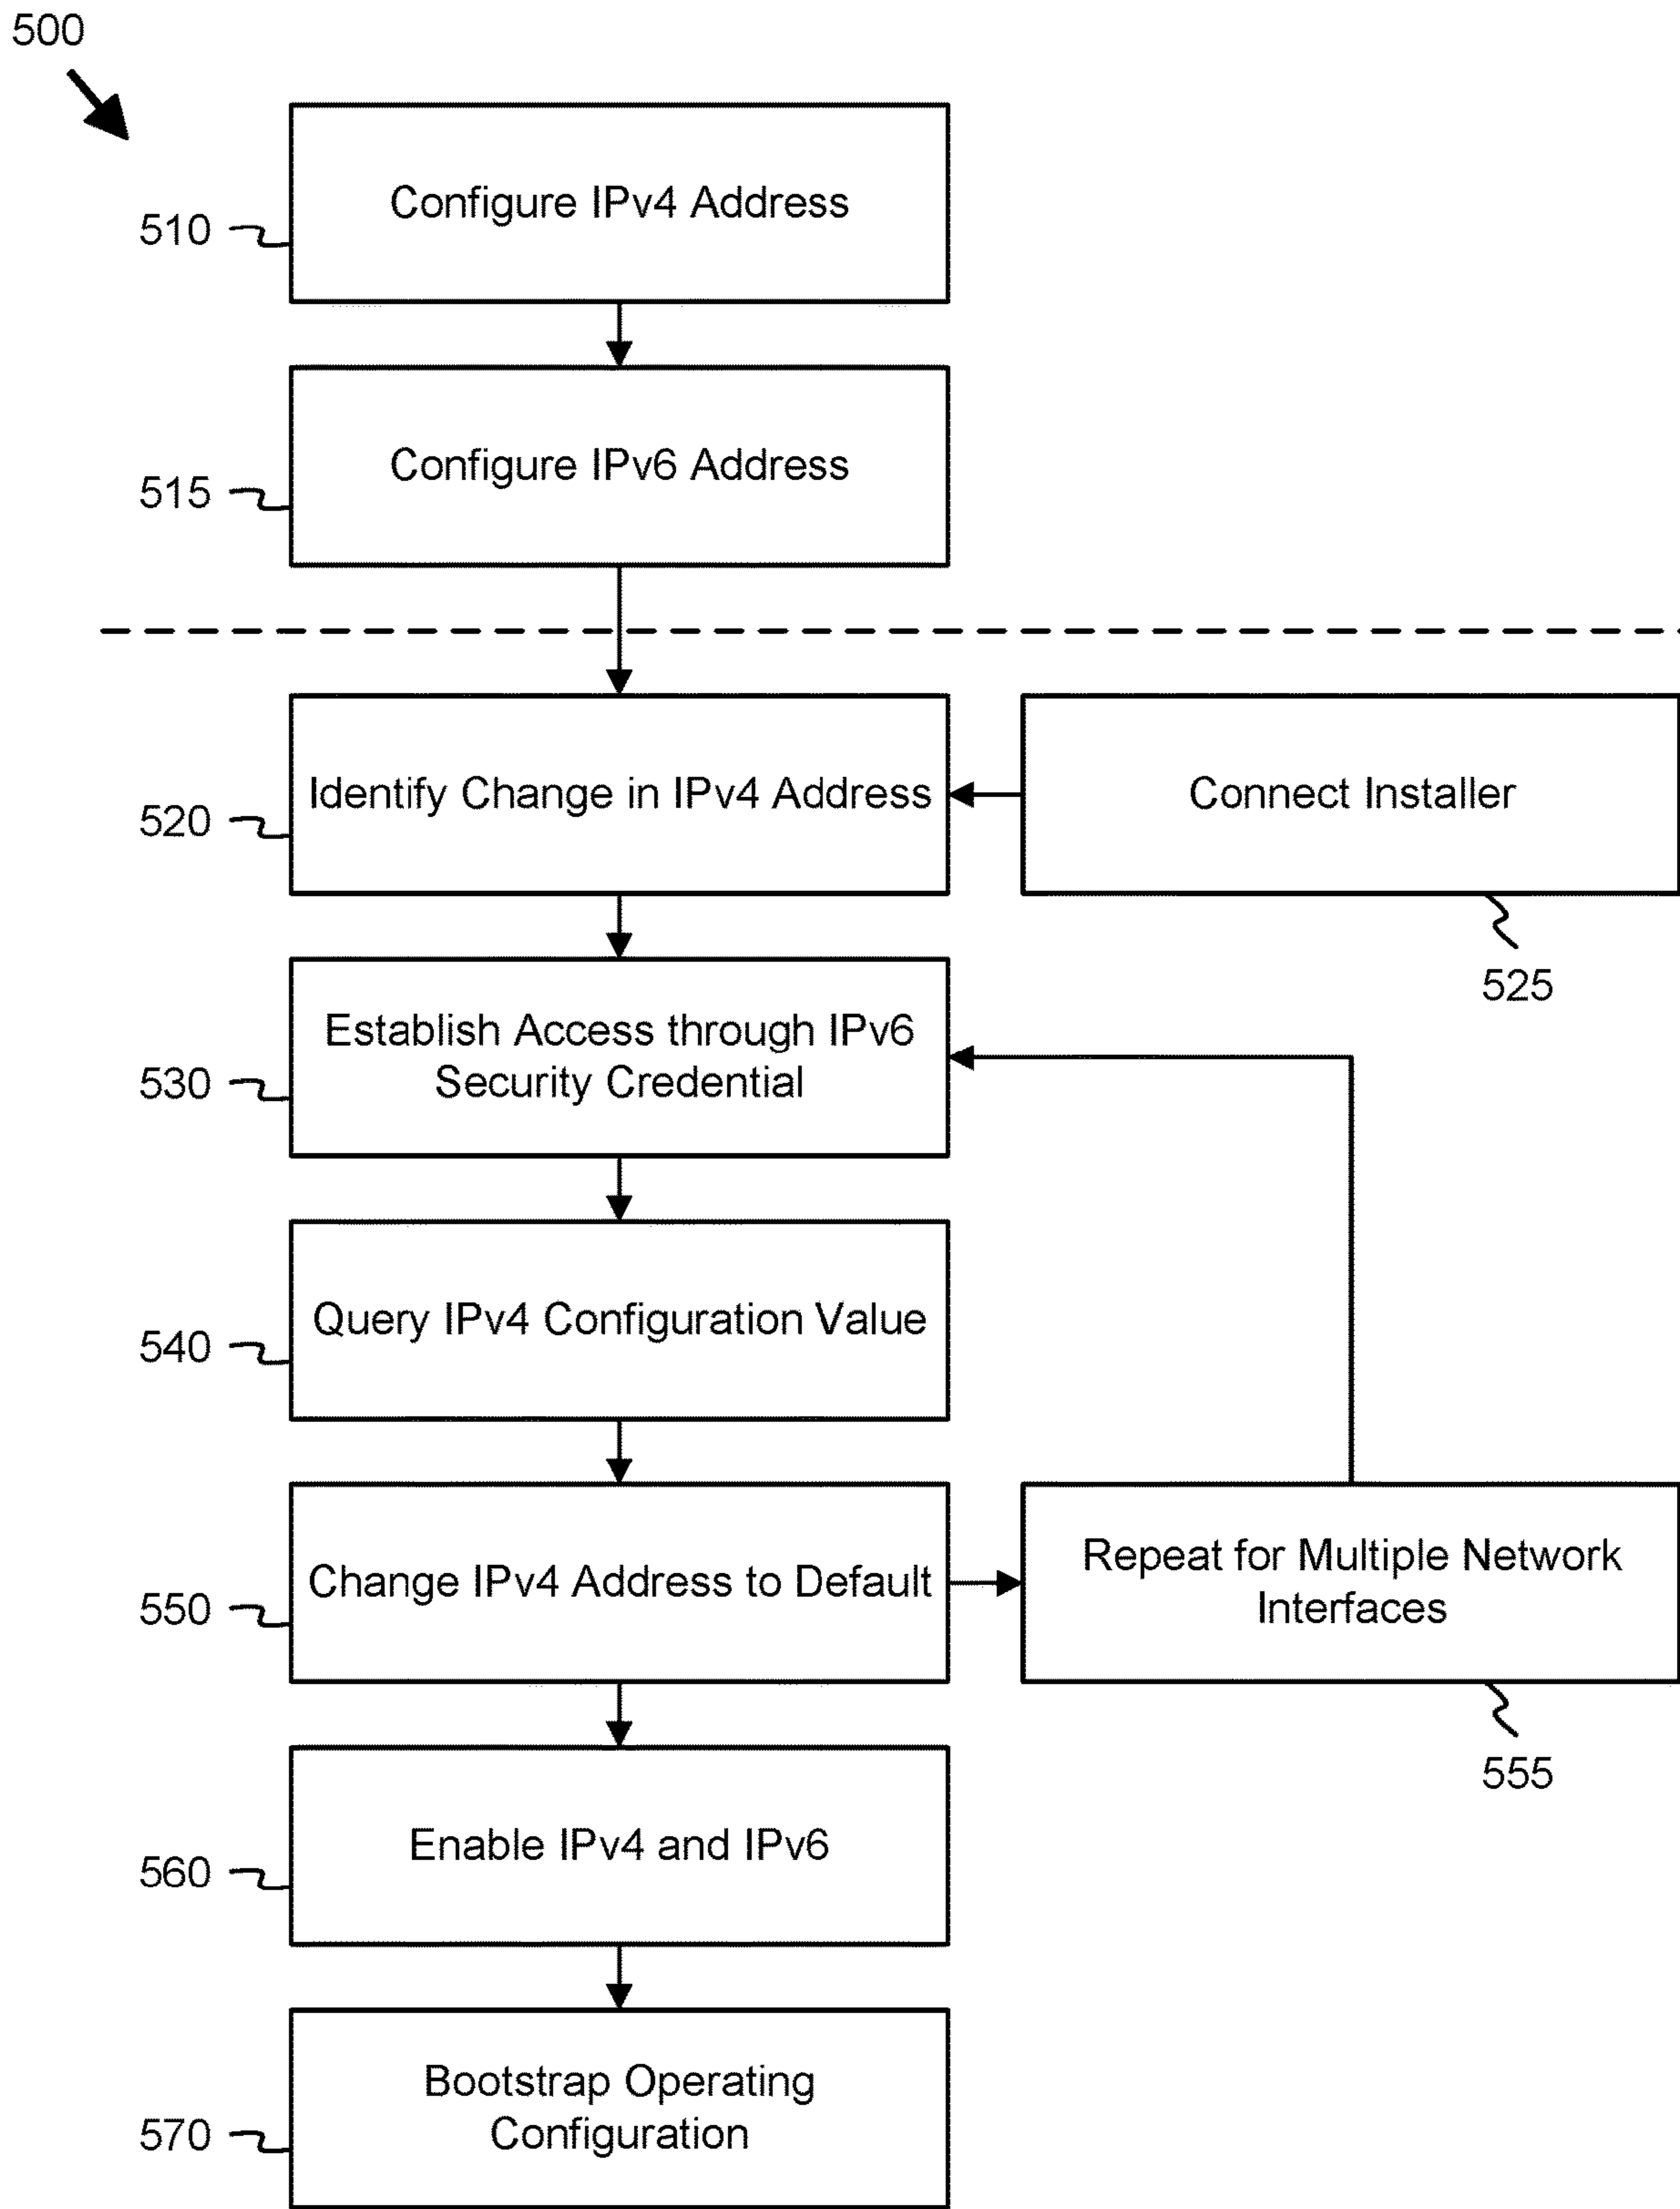 500
Configure IPv4 Address
510
Configure IPv6 Address
515
Identify Change in IPv4 Address
520
Connect Installer
525
Establish Access through IPv6
Security Credential
530
Query IPv4 Configuration Value
540
Change IPv4 Address to Default
550
Repeat for Multiple Network
Interfaces
555
Enable IPv4 and IPv6
560
Bootstrap Operating
Configuration
570